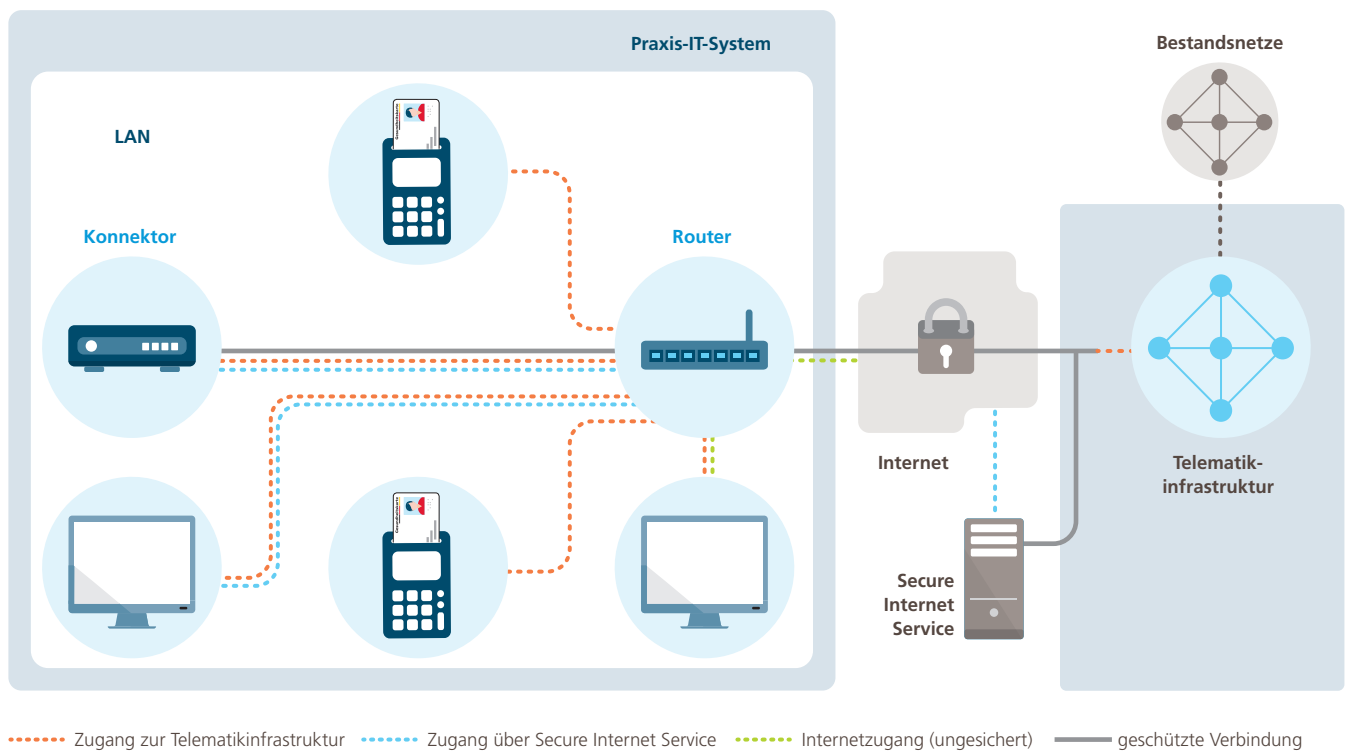 Praxis-IT-System
Bestandsnetze
LAN
Konnektor
Router
Internet
Telematik-
infrastruktur
Secure
Internet
Service
Zugang zur Telematikinfrastruktur
Zugang über Secure Internet Service
Internetzugang (ungesichert)
geschützte Verbindung